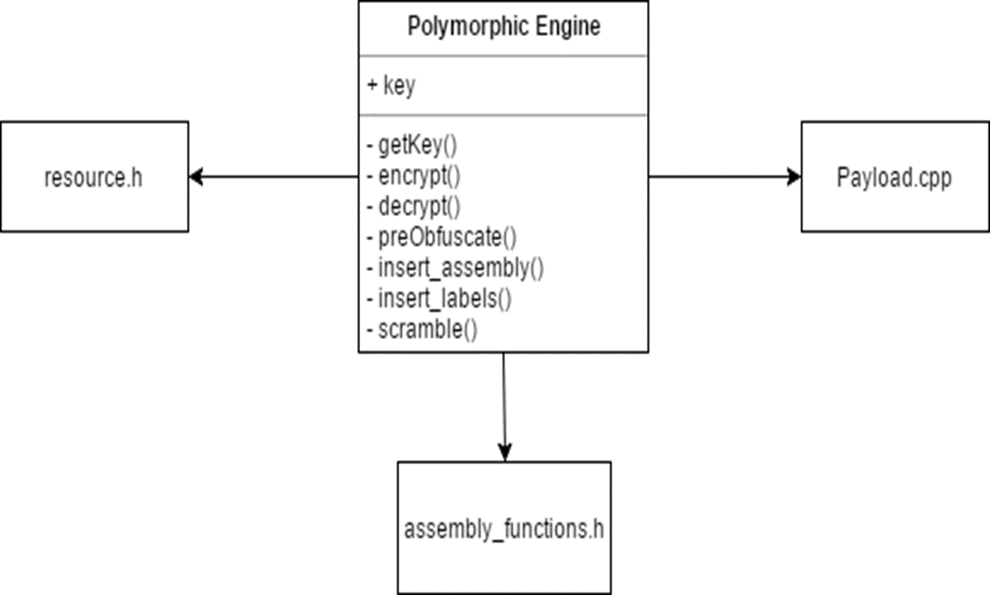 Polymorphic Engine
+ key
- getKey()
- encrypt()
- decrypt()
- preObfuscate()
- insert_assembly()
- insert_labels()
- scramble()
resource.h
Payload.cpp
assembly_functions.h